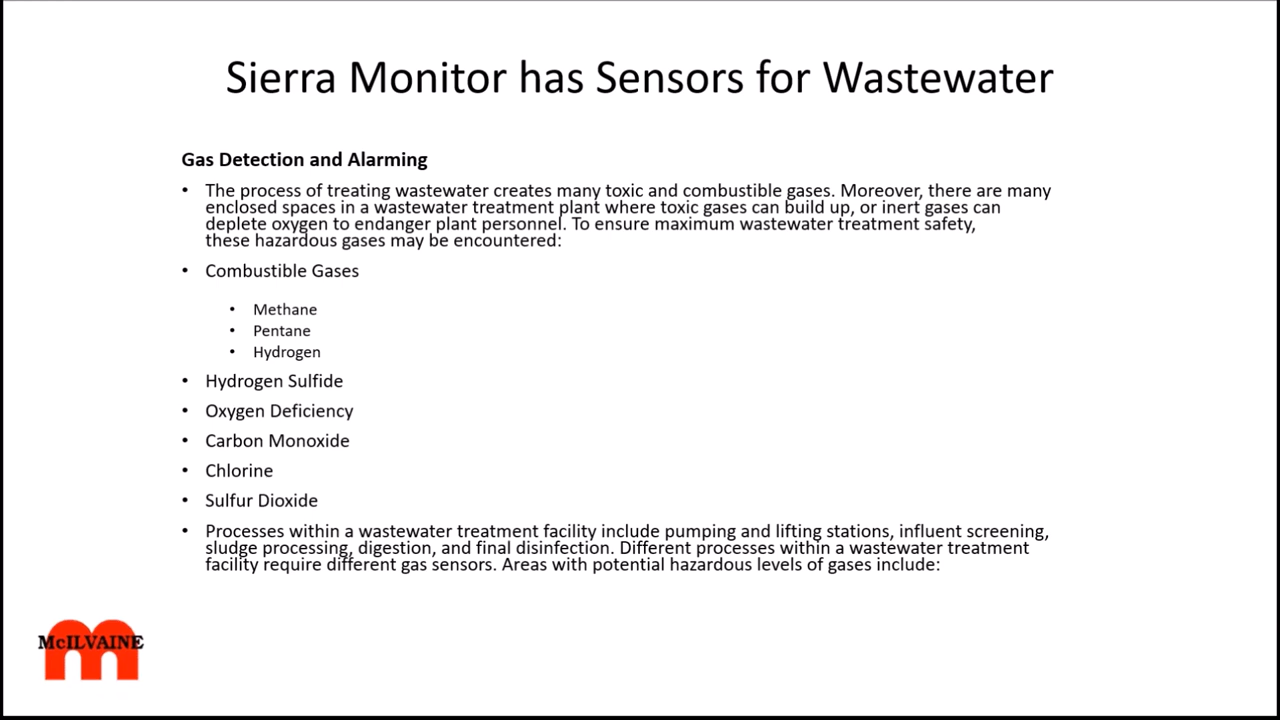 Sierra Monitor has Sensors for Wastewater
Gas Detection and Alarming
• The process of treating wastewater creates many toxic and combustible gases. Moreover, there are many
enclosed spaces in a wastewater treatment plant where toxic gases can build up, or inert gases can
deplete oxygen to endanger plant personnel. To ensure maximum wastewater treatment safety,
these hazardous gases may be encountered:
• Combustible Gases
• Methane
• Pentane
• Hydrogen
• Hydrogen Sulfide
• Oxygen Deficiency
• Carbon Monoxide
• Chlorine
• Sulfur Dioxide
• Processes within a wastewater treatment facility include pumping and lifting stations, influent screening,
sludge processing, digestion, and final disinfection. Different processes within a wastewater treatment
facility require different gas sensors. Areas with potential hazardous levels of gases include:
McILVAINE